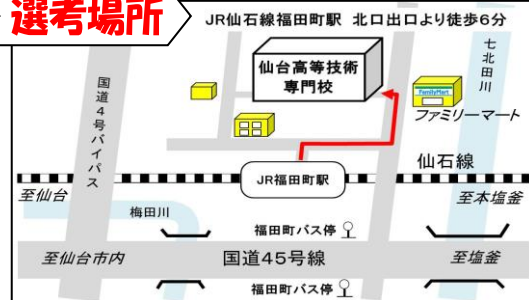 選考場所
JR仙石線福田町駅 北口出口より徒歩6分
仙台高等技術
専門校
七北田川
国道4号バイパス
FamilyMart
ファミリーマート
仙石線
JR福田町駅
至仙台
至本塩釜
梅田川
福田町バス停
至仙台市内
国道45号線
至塩釜
福田町バス停